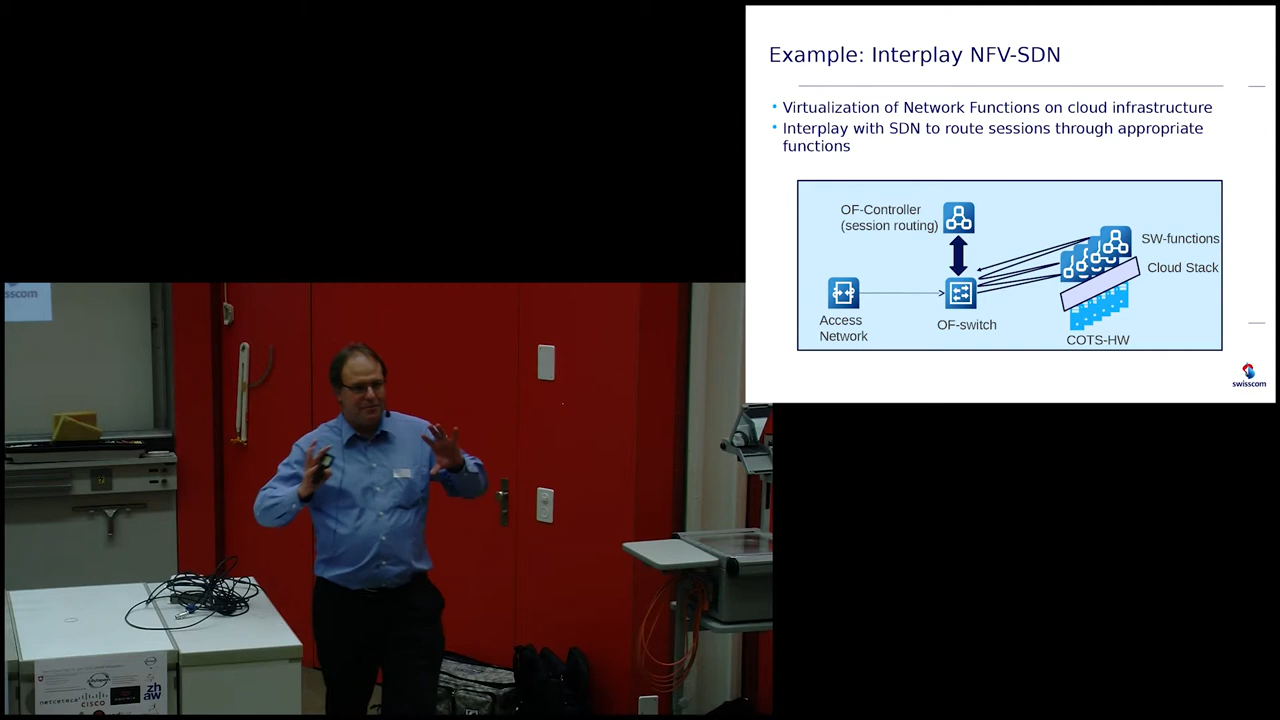 Example: Interplay NFV-SDN
• Virtualization of Network Functions on cloud infrastructure
• Interplay with SDN to route sessions through appropriate
functions
OF-Controller
(session routing)
SW-functions
Cloud Stack
Access
Network
OF-switch
COTS-HW
swisscom
isscom
netcetera
CISCO
zh
aw